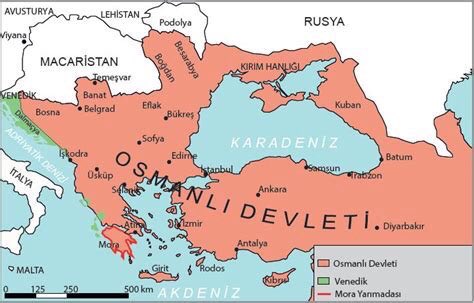 AVUSTURYA
LEHİSTAN
RUSYA
Viyana
Podolya
MACARİSTAN
Boğdan
Besarabya
KIRIM HANLIĞI
VENEDİK
Temeşvar
Banat
Belgrad
Bosna
Eflak
Bükreş
Kuban
Dalmaçya
ADRİYATİK DENİZİ
KARADENİZ
Sofya
İşkodra
Edirne
İstanbul
Samsun
Batum
Trabzon
Üsküp
Selanik
İTALYA
OSMANLI DEVLETİ
Ankara
Diyarbakır
Atina
İzmir
Mora
Antalya
MALTA
Girit
Rodos
Kıbrıs
AKDENİZ
0 125 250 500 km
Osmanlı Devleti
Venedik
Mora Yarımadası